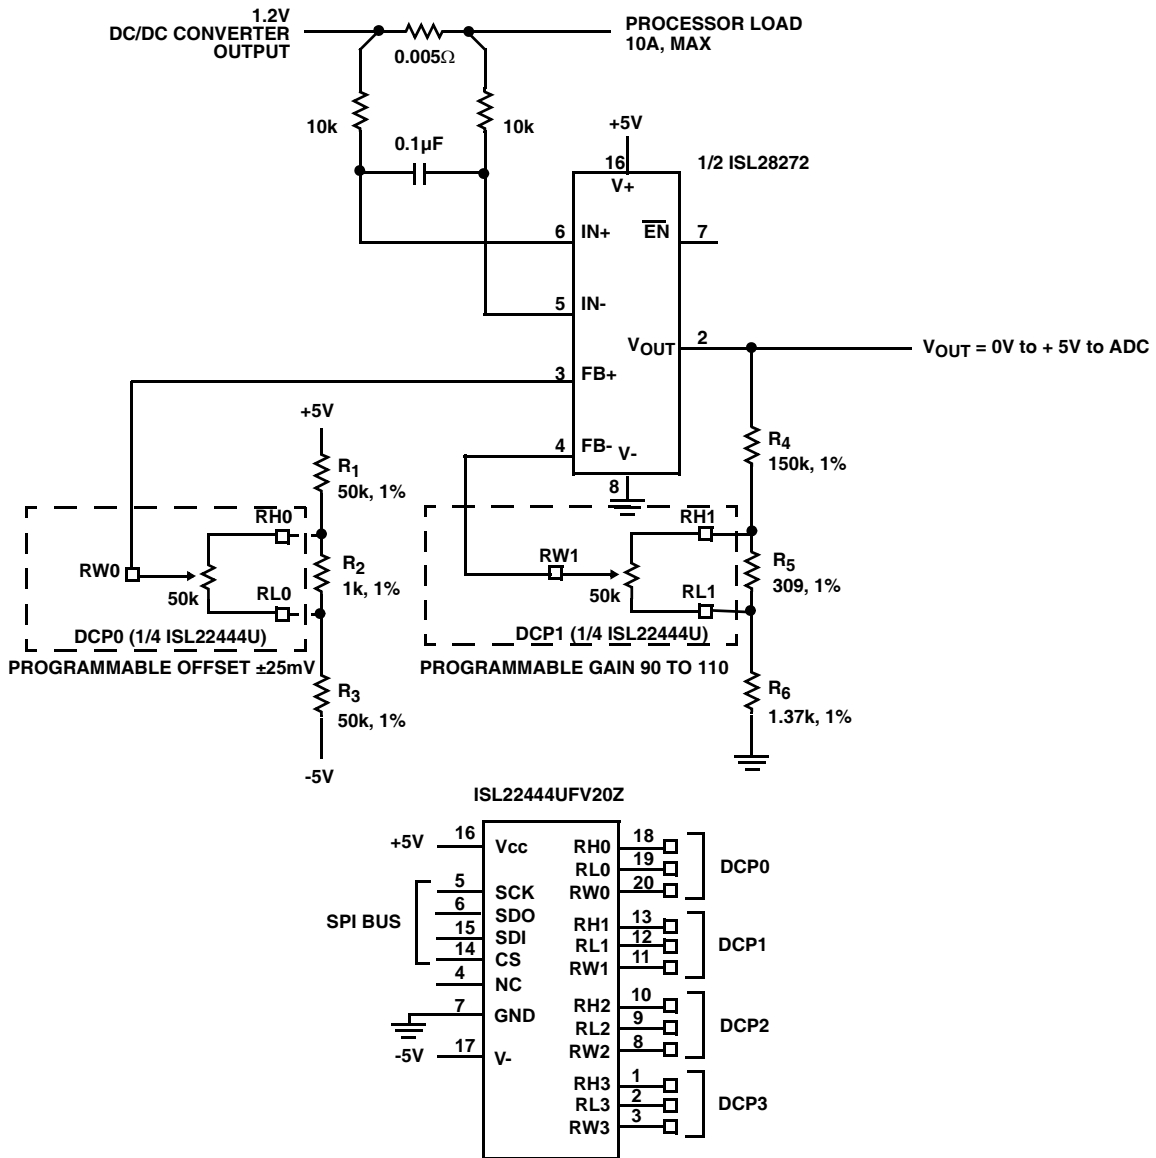 1.2V
DC/DC CONVERTER
OUTPUT
0.005Ω
PROCESSOR LOAD
10A, MAX
10k
10k
0.1µF
+5V
16
1/2 ISL28272
V+
6
IN+
EN
7
5
IN-
VOUT
2
VOUT = 0V to + 5V to ADC
3
FB+
4
FB-
V-
8
+5V
R1
50k, 1%
RH0
RW0
50k
R2
1k, 1%
RL0
DCP0 (1/4 ISL22444U)
PROGRAMMABLE OFFSET ±25mV
R3
50k, 1%
-5V
R4
150k, 1%
RH1
RW1
50k
R5
309, 1%
RL1
DCP1 (1/4 ISL22444U)
PROGRAMMABLE GAIN 90 TO 110
R6
1.37k, 1%
ISL22444UFV20Z
+5V
16
Vcc
SPI BUS
5
SCK
6
SDO
15
SDI
14
CS
4
NC
7
GND
-5V
17
V-
RH0
18
RL0
19
RW0
20
DCP0
RH1
13
RL1
12
RW1
11
DCP1
RH2
10
RL2
9
RW2
8
DCP2
RH3
1
RL3
2
RW3
3
DCP3